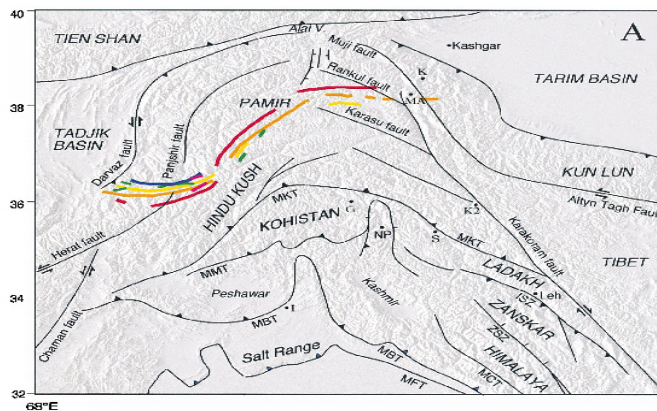 40
Alai V
A
TIEN SHAN
Muji fault
Kashgar
Rankul fault
K
TARIM BASIN
38
MA
PAMIR
Karasu fault
TADJIK
BASIN
Darvaz fault
Panjshir fault
KUN LUN
Altyn Tagh Fault
36
HINDU KUSH
MKT
G
K2
KOHISTAN
NP
S
MKT
Karakoram fault
Herat fault
TIBET
MMT
LADAKH
34
Peshawar
Kashmir
ISZ
Leh
Chaman fault
I
MBT
ZANSKAR
ZSZ
Salt Range
MBT
HIMALAYA
MCT
MFT
32
68°E